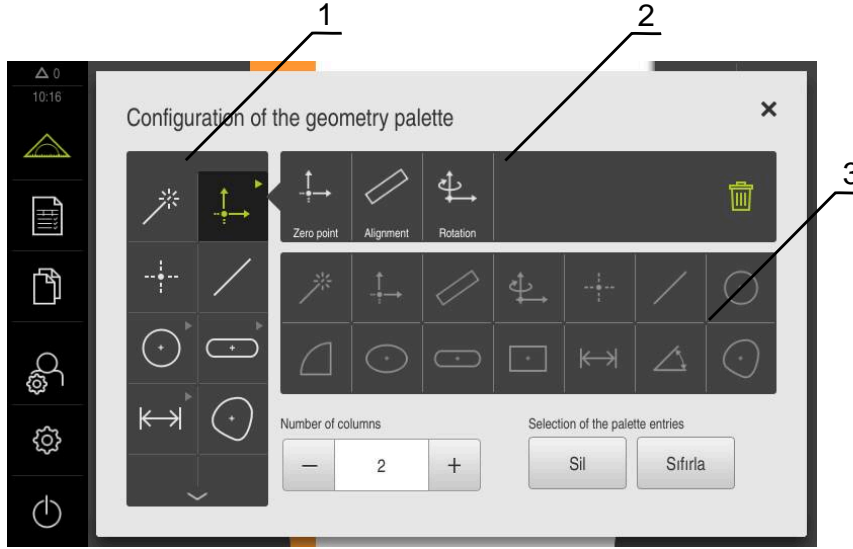 1
2
0
10:16
Configuration of the geometry palette
3
Zero point
Alignment
Rotation
Number of columns
Selection of the palette entries
2
Sil
Sıfırla